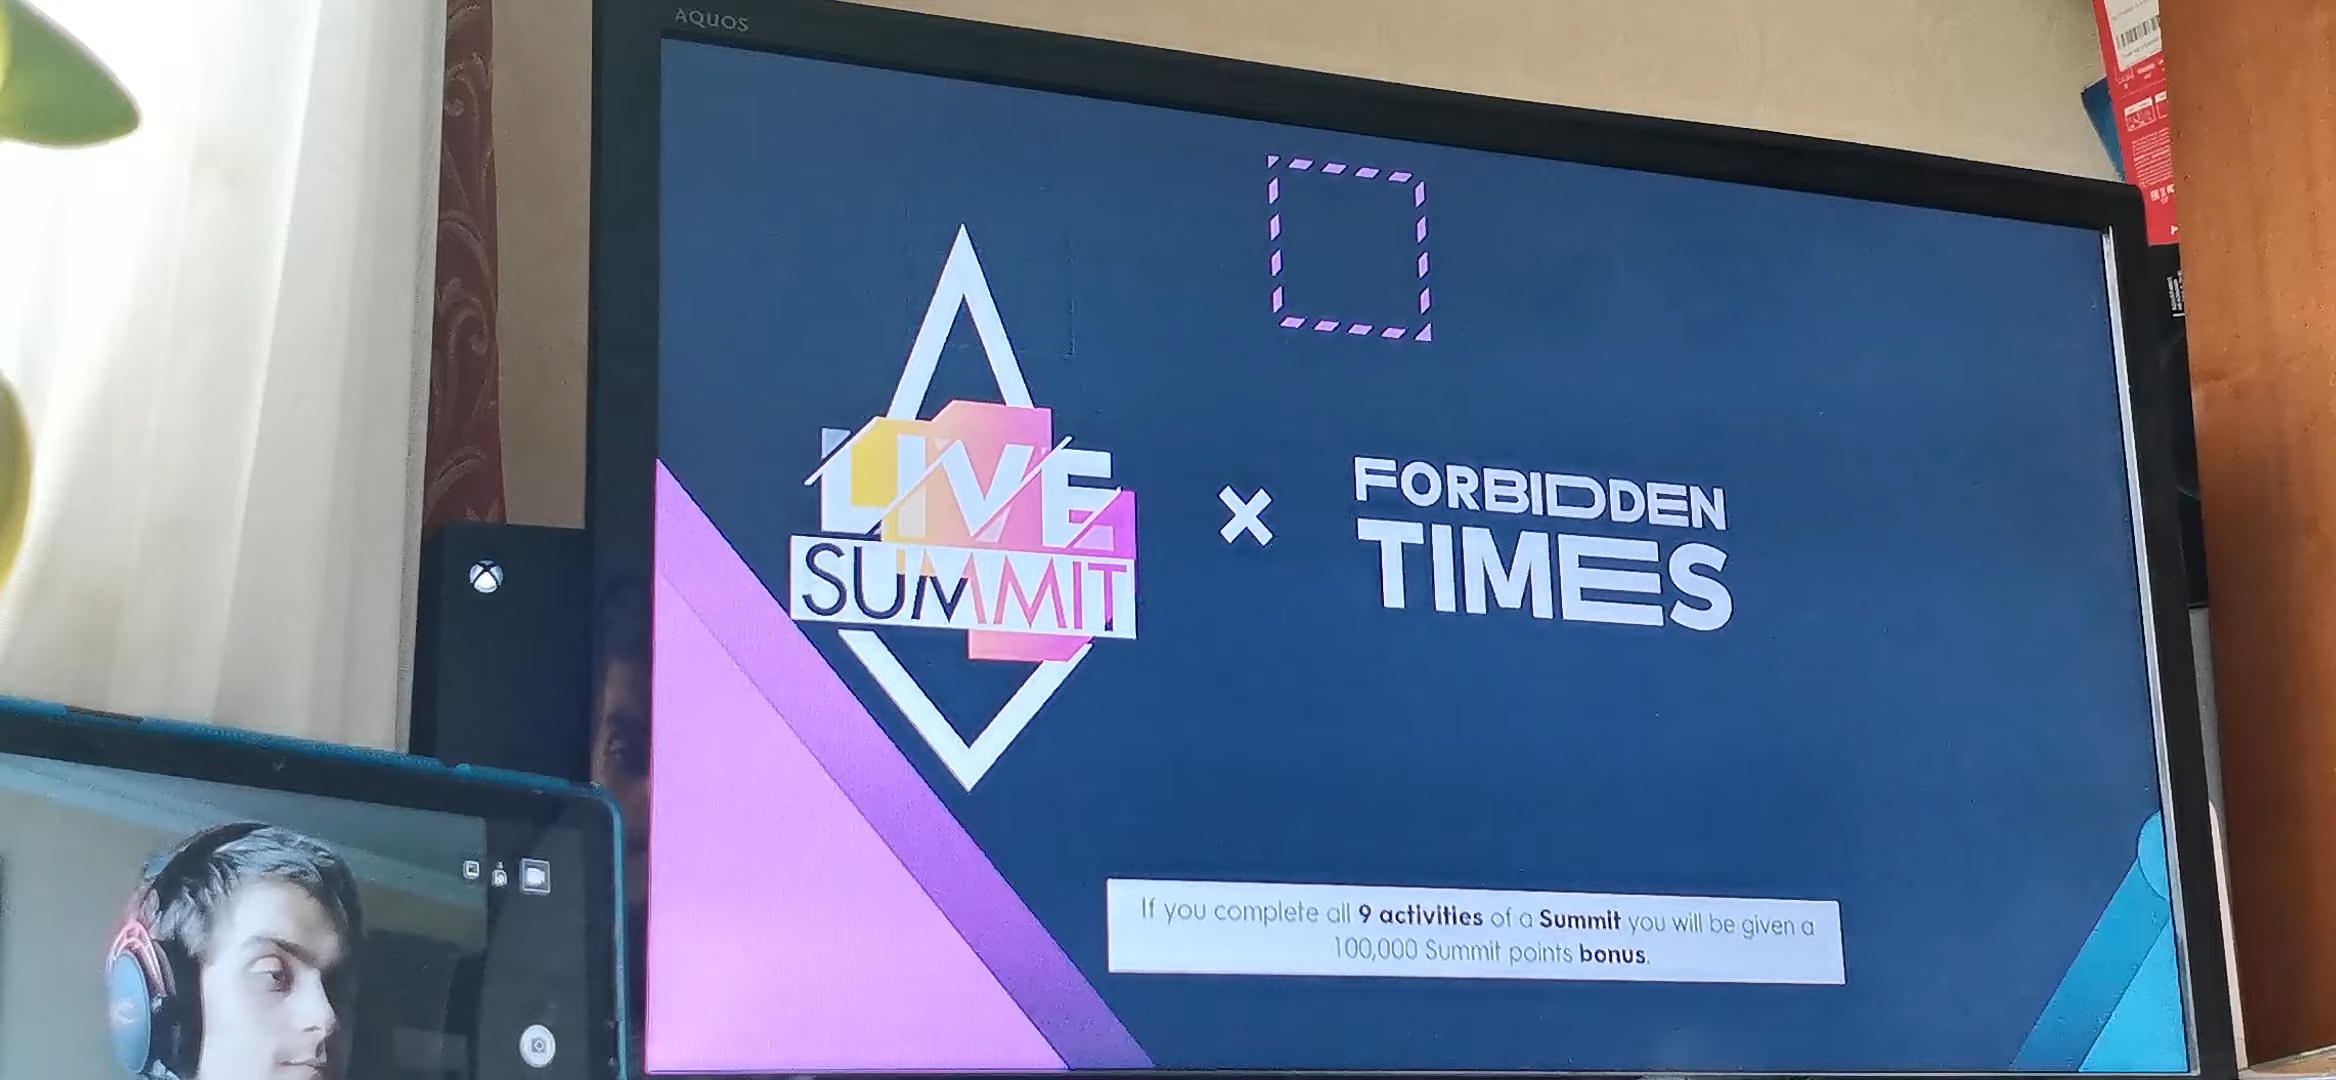 AQUOS
LIVE
SUMMIT
×
FORBIDDEN
TIMES
If you complete all 9 activities of a Summit you will be given a
100,000 Summit points bonus.